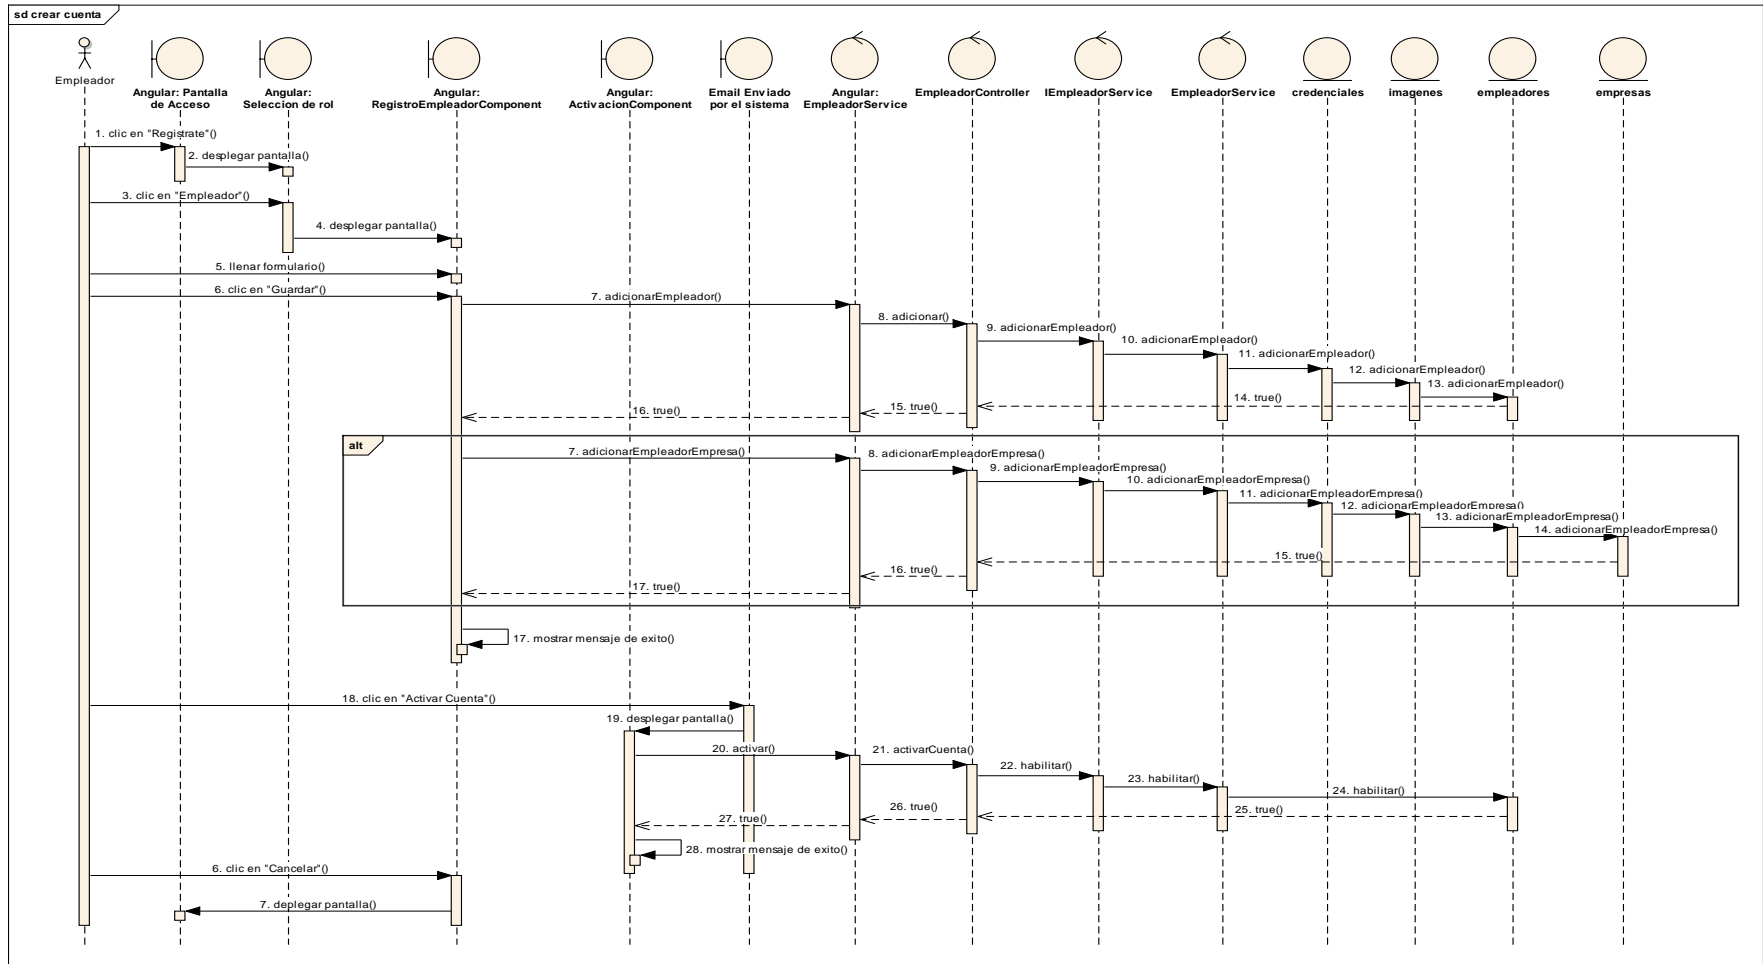 sd crear cuenta
Empleador
Angular: Pantalla
de Acceso
Angular:
Seleccion de rol
Angular:
RegistroEmpleadorComponent
Angular:
ActivacionComponent
Email Enviado
por el sistema
Angular:
EmpleadorService
EmpleadorController
IEmpleadorService
EmpleadorService
credenciales
imagenes
empleadores
empresas
1. clic en "Registrate"()
2. desplegar pantalla()
3. clic en "Empleador"()
4. desplegar pantalla()
5. llenar formulario()
6. clic en "Guardar"()
7. adicionarEmpleador()
8. adicionar()
9. adicionarEmpleador()
10. adicionarEmpleador()
11. adicionarEmpleador()
12. adicionarEmpleador()
13. adicionarEmpleador()
14. true()
15. true()
16. true()
alt
7. adicionarEmpleadorEmpresa()
8. adicionarEmpleadorEmpresa()
9. adicionarEmpleadorEmpresa()
10. adicionarEmpleadorEmpresa()
11. adicionarEmpleadorEmpresa()
12. adicionarEmpleadorEmpresa()
13. adicionarEmpleadorEmpresa()
14. adicionarEmpleadorEmpresa()
15. true()
16. true()
17. true()
17. mostrar mensaje de exito()
18. clic en "Activar Cuenta"()
19. desplegar pantalla()
20. activar()
21. activarCuenta()
22. habilitar()
23. habilitar()
24. habilitar()
25. true()
26. true()
27. true()
28. mostrar mensaje de exito()
6. clic en "Cancelar"()
7. deplegar pantalla()